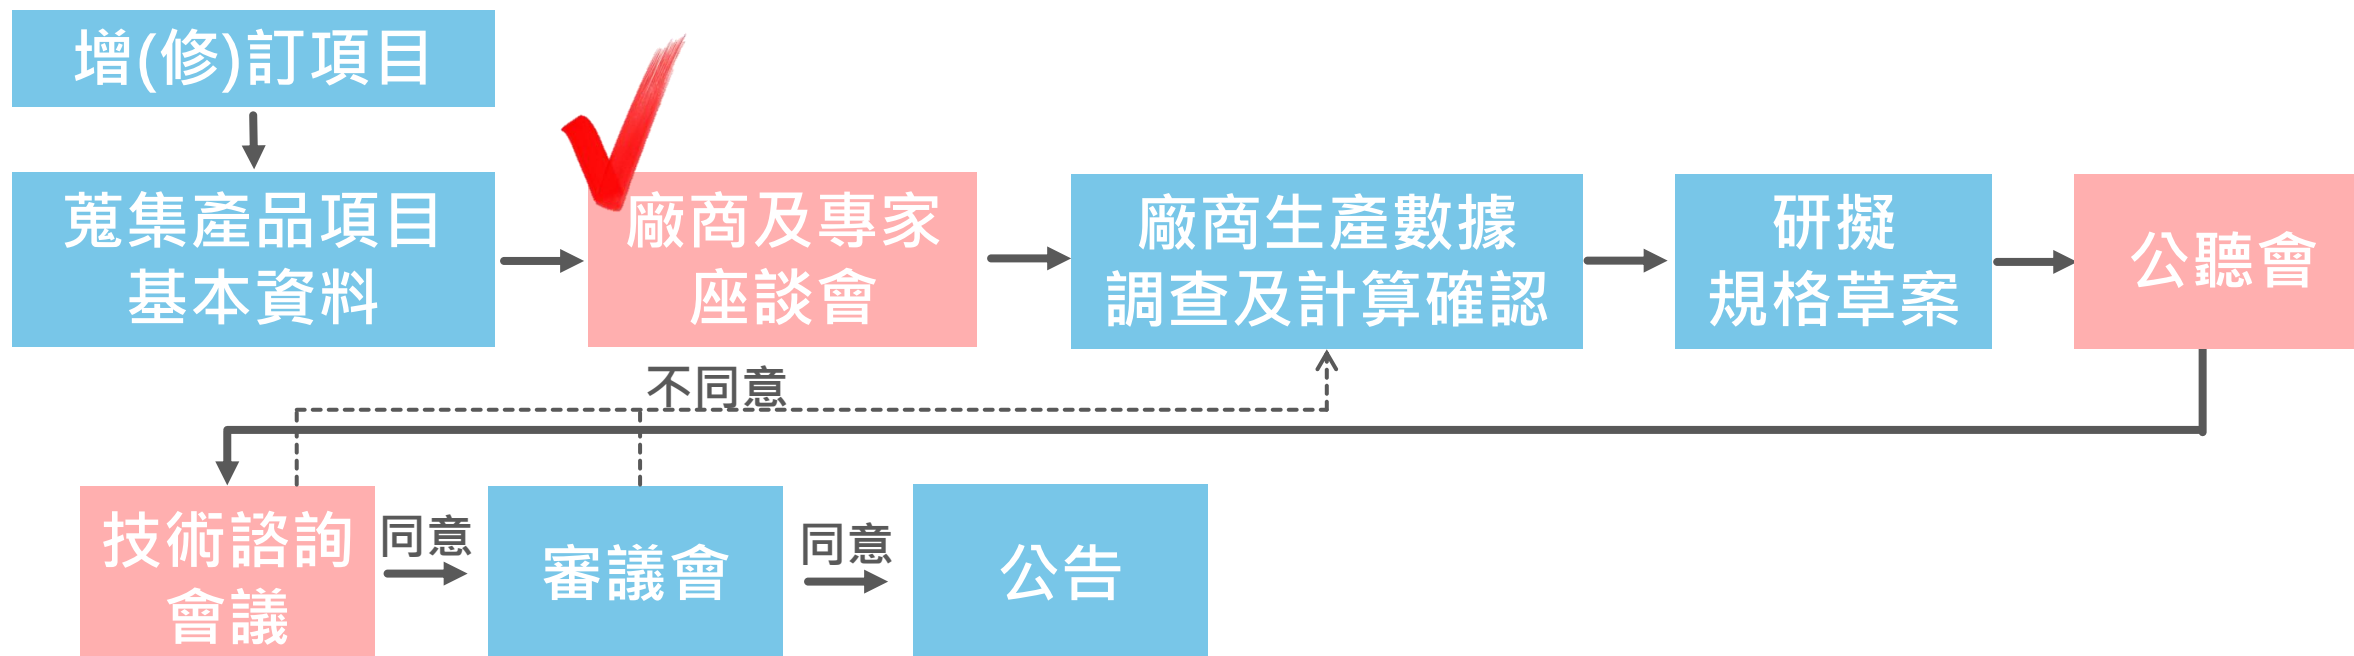 增(修)訂項目
蒐集產品項目
基本資料
廠商及專家
座談會
廠商生產數據
調查及計算確認
研擬
規格草案
公聽會
不同意
技術諮詢
會議
同意
審議會
同意
公告